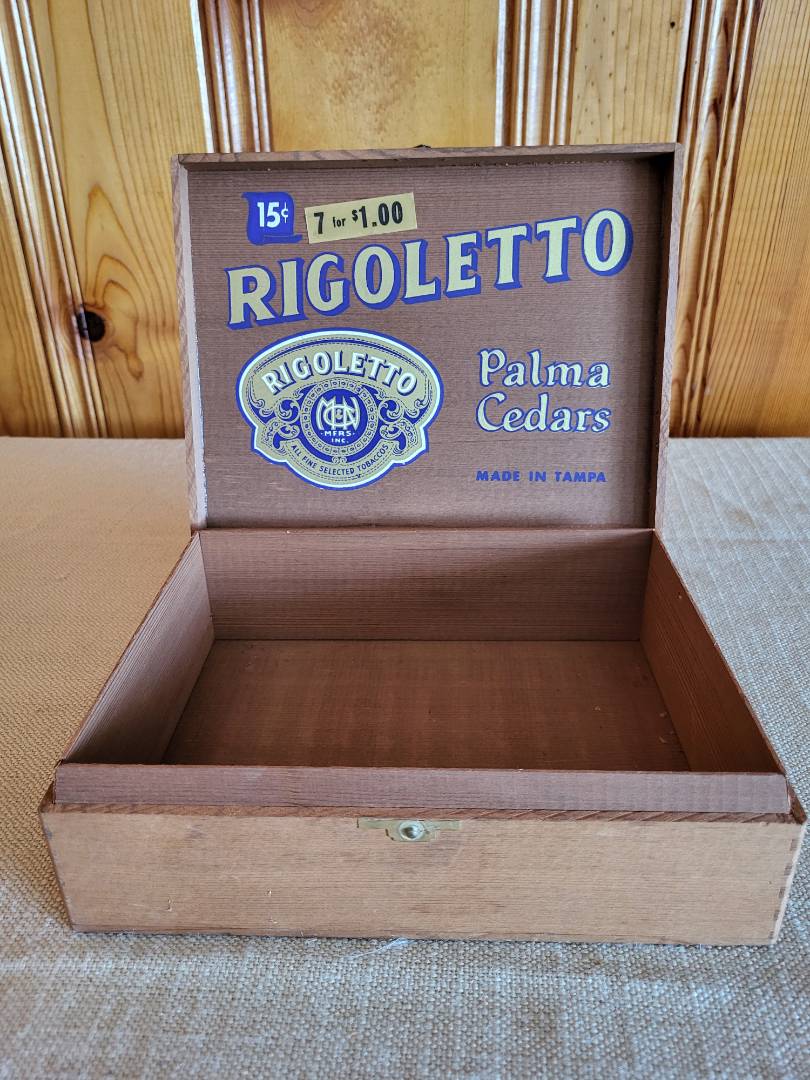 15¢
7 for $1.00
RIGOLETTO
RIGOLETTO
MFRS.
INC.
ALL FINE SELECTED TOBACCOS
Palma
Cedars
MADE IN TAMPA